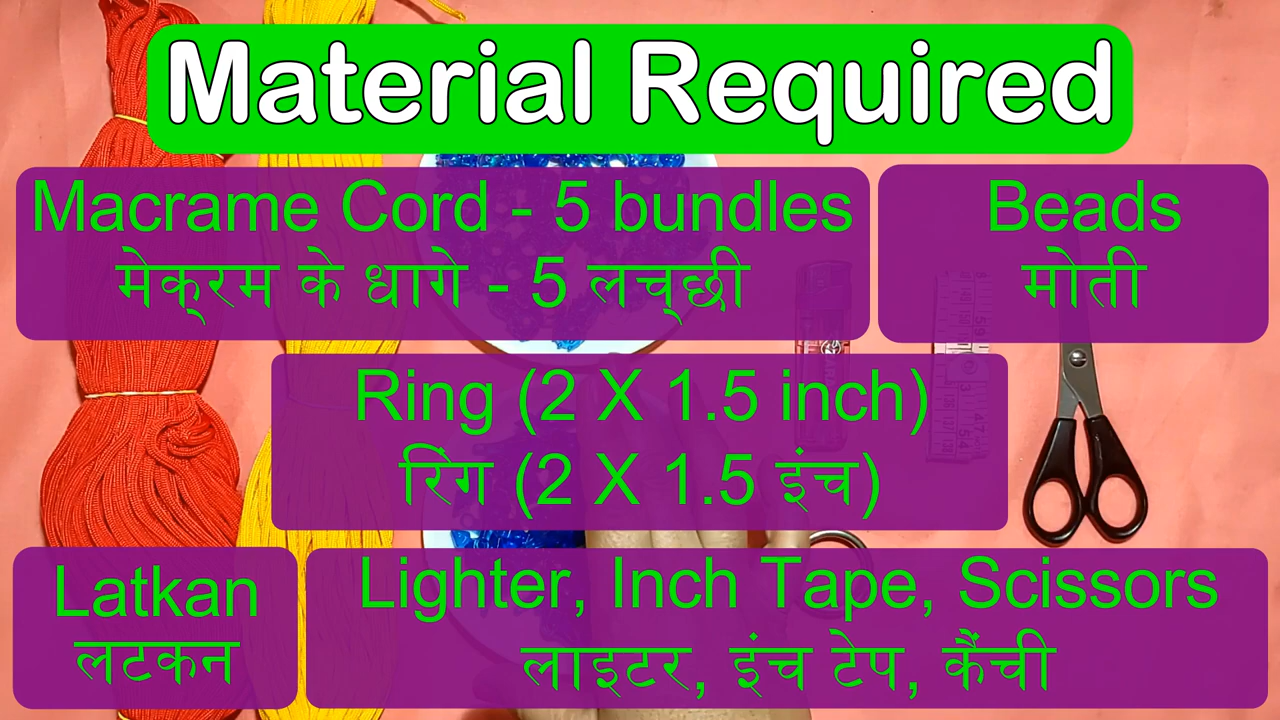 Material Required
Macrame Cord - 5 bundles
मेक्रम के धागे - 5 लच्छी
Beads
मोती
Ring (2 X 1.5 inch)
रिंग (2 X 1.5 इंच)
Latkan
लटकन
Lighter, Inch Tape, Scissors
लाइटर, इंच टेप, कैंची